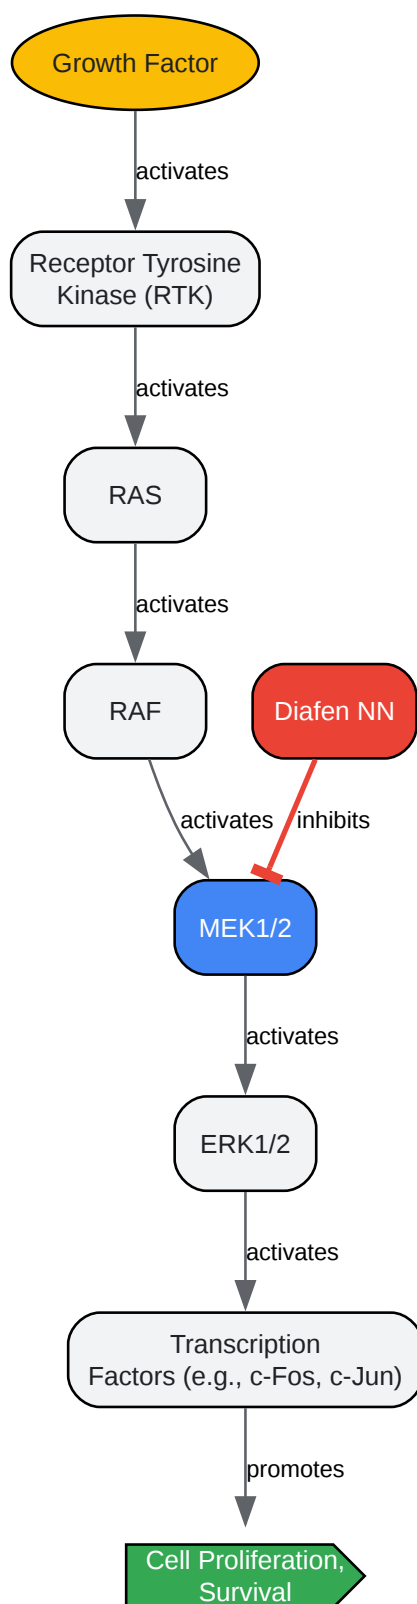 Growth Factor
activates
Receptor Tyrosine
Kinase (RTK)
activates
RAS
activates
RAF
Diafen NN
activates
inhibits
MEK1/2
activates
ERK1/2
activates
Transcription
Factors (e.g., c-Fos, c-Jun)
promotes
Cell Proliferation,
Survival